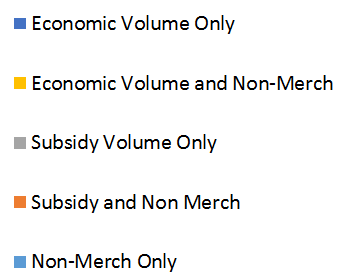 Economic Volume Only
Economic Volume and Non-Merch
Subsidy Volume Only
Subsidy and Non Merch
Non-Merch Only